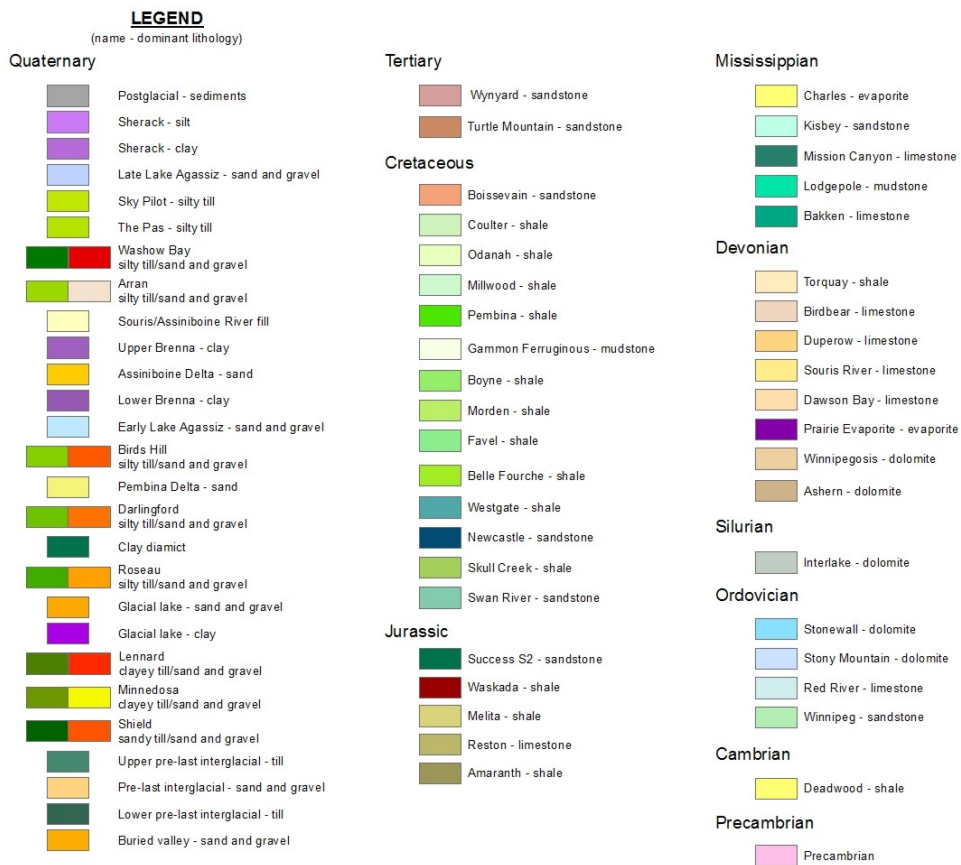 LEGEND
(name - dominant lithology)
Quaternary
Postglacial - sediments
Sherack - silt
Sherack - clay
Late Lake Agassiz - sand and gravel
Sky Pilot - silty till
The Pas - silty till
Washow Bay
silty till/sand and gravel
Arran
silty till/sand and gravel
Souris/Assiniboine River fill
Upper Brenna - clay
Assiniboine Delta - sand
Lower Brenna - clay
Early Lake Agassiz - sand and gravel
Birds Hill
silty till/sand and gravel
Pembina Delta - sand
Darlingford
silty till/sand and gravel
Clay diamict
Roseau
silty till/sand and gravel
Glacial lake - sand and gravel
Glacial lake - clay
Lennard
clayey till/sand and gravel
Minnedosa
clayey till/sand and gravel
Shield
sandy till/sand and gravel
Upper pre-last interglacial - till
Pre-last interglacial - sand and gravel
Lower pre-last interglacial - till
Buried valley - sand and gravel
Tertiary
Wynyard - sandstone
Turtle Mountain - sandstone
Cretaceous
Boissevain - sandstone
Coulter - shale
Odanah - shale
Millwood - shale
Pembina - shale
Gammon Ferruginous - mudstone
Boyne - shale
Morden - shale
Favel - shale
Belle Fourche - shale
Westgate - shale
Newcastle - sandstone
Skull Creek - shale
Swan River - sandstone
Jurassic
Success S2 - sandstone
Waskada - shale
Melita - shale
Reston - limestone
Amaranth - shale
Mississippian
Charles - evaporite
Kisbey - sandstone
Mission Canyon - limestone
Lodgepole - mudstone
Bakken - limestone
Devonian
Torquay - shale
Birdbear - limestone
Duperow - limestone
Souris River - limestone
Dawson Bay - limestone
Prairie Evaporite - evaporite
Winnipegosis - dolomite
Ashern - dolomite
Silurian
Interlake - dolomite
Ordovician
Stonewall - dolomite
Stony Mountain - dolomite
Red River - limestone
Winnipeg - sandstone
Cambrian
Deadwood - shale
Precambrian
Precambrian